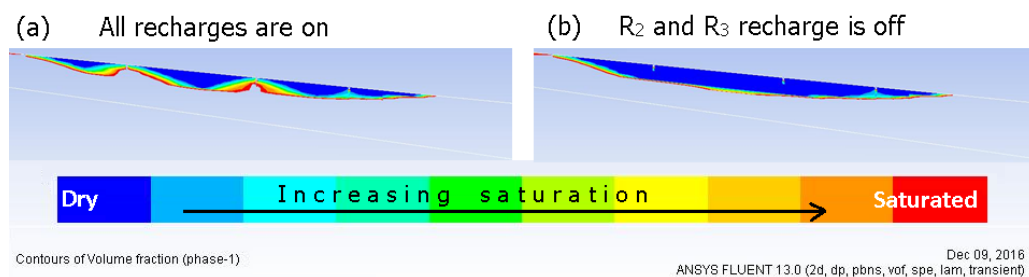 (a) All recharges are on
(b) R₂ and R₃ recharge is off
Dry Increasing saturation Saturated
Contours of Volume fraction (phase-1)
Dec 09, 2016
ANSYS FLUENT 13.0 (2d, dp, pbns, vof, spe, lam, transient)